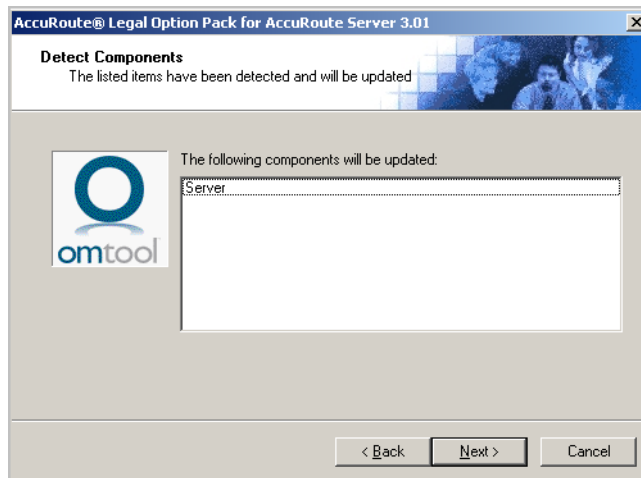 AccuRoute® Legal Option Pack for AccuRoute Server 3.01
Detect Components
The listed items have been detected and will be updated
The following components will be updated:
Server
omtool
< Back
Next >
Cancel